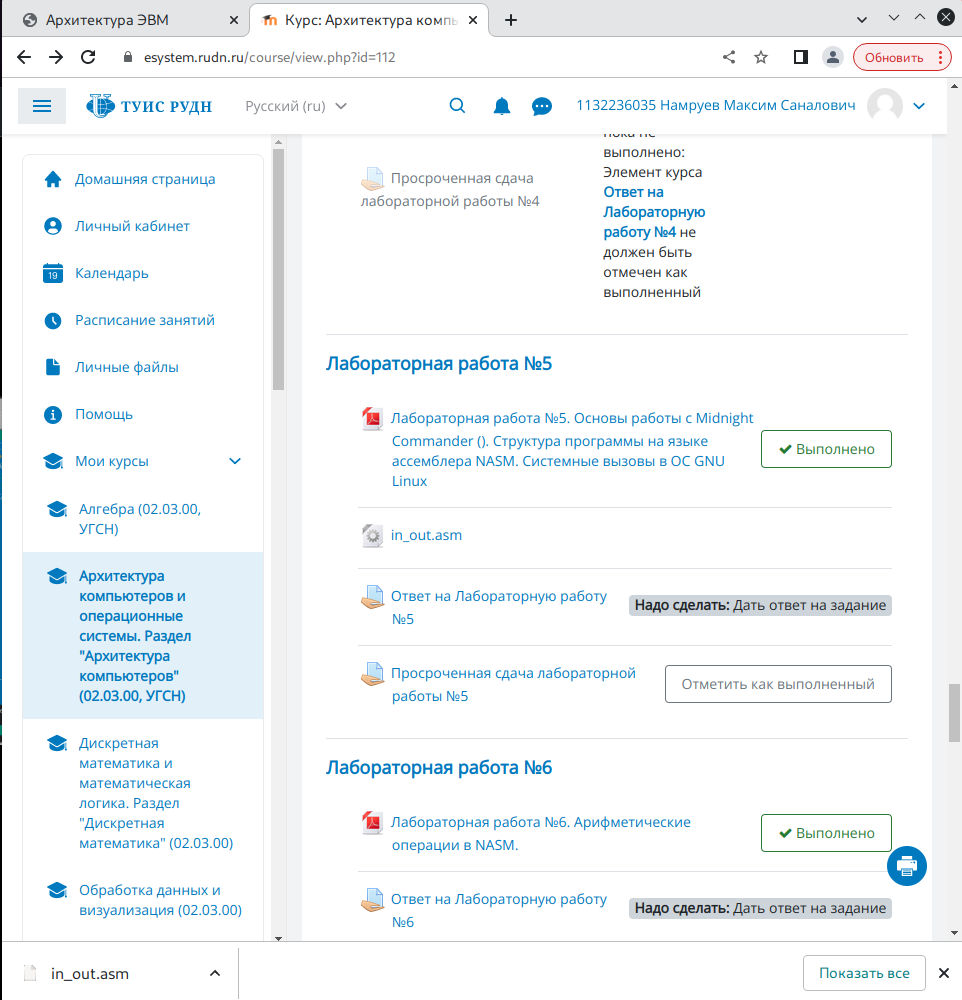 Архитектура ЭВМ
Курс: Архитектура комп
esystem.rudn.ru/course/view.php?id=112
Обновить
ТУИС РУДН
Русский (ru)
1132236035 Намруев Максим Саналович
Домашняя страница
Личный кабинет
19
Календарь
Расписание занятий
Личные файлы
Помощь
Мои курсы
Алгебра (02.03.00,
УГСН)
Архитектура
компьютеров и
операционные
системы. Раздел
"Архитектура
компьютеров"
(02.03.00, УГСН)
Дискретная
математика и
математическая
логика. Раздел
"Дискретная
математика" (02.03.00)
Обработка данных и
визуализация (02.03.00)
Просроченная сдача
лабораторной работы №4
пока не
выполнено:
Элемент курса
Ответ на
Лабораторную
работу №4 не
должен быть
отмечен как
выполненный
Лабораторная работа №5
Лабораторная работа №5. Основы работы с Midnight
Commander (). Структура программы на языке
ассемблера NASM. Системные вызовы в ОС GNU
Linux
Выполнено
in_out.asm
Ответ на Лабораторную работу
№5
Надо сделать: Дать ответ на задание
Просроченная сдача лабораторной
работы №5
Отметить как выполненный
Лабораторная работа №6
Лабораторная работа №6. Арифметические
операции в NASM.
Выполнено
Ответ на Лабораторную работу
№6
Надо сделать: Дать ответ на задание
in_out.asm
Показать все